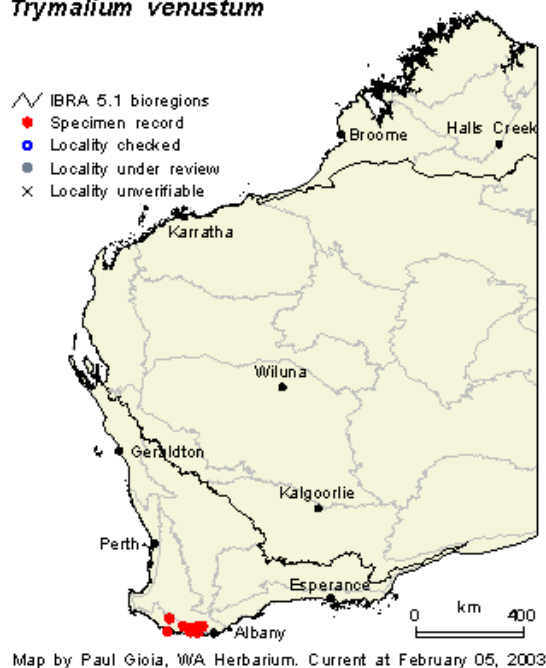 Trymalium venustum
IBRA 5.1 bioregions
Specimen record
Locality checked
Locality under review
Locality unverifiable
Broome
Halls Creek
Karratha
Wiluna
Geraldton
Kalgoorlie
Perth
Esperance
Albany
0 km 400
Map by Paul Gioia, WA Herbarium. Current at February 05, 2003